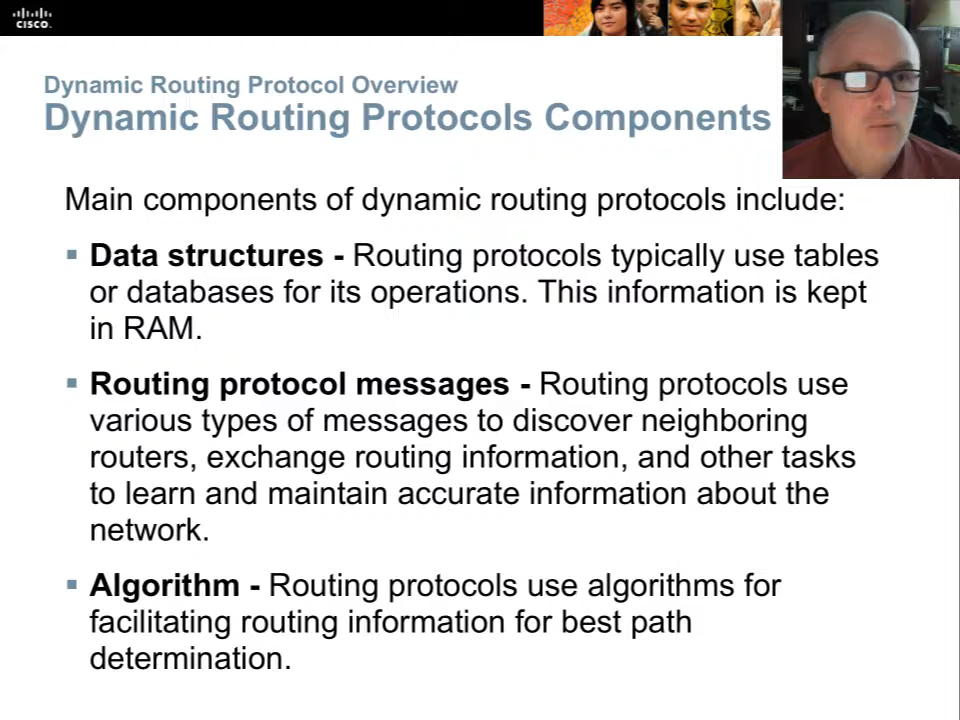 CISCO.
Dynamic Routing Protocol Overview
Dynamic Routing Protocols Components
Main components of dynamic routing protocols include:
Data structures - Routing protocols typically use tables
or databases for its operations. This information is kept
in RAM.
Routing protocol messages - Routing protocols use
various types of messages to discover neighboring
routers, exchange routing information, and other tasks
to learn and maintain accurate information about the
network.
Algorithm - Routing protocols use algorithms for
facilitating routing information for best path
determination.